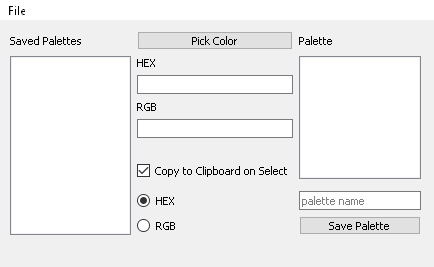 File
Saved Palettes
Pick Color
Palette
HEX
RGB
Copy to Clipboard on Select
HEX
palette name
RGB
Save Palette